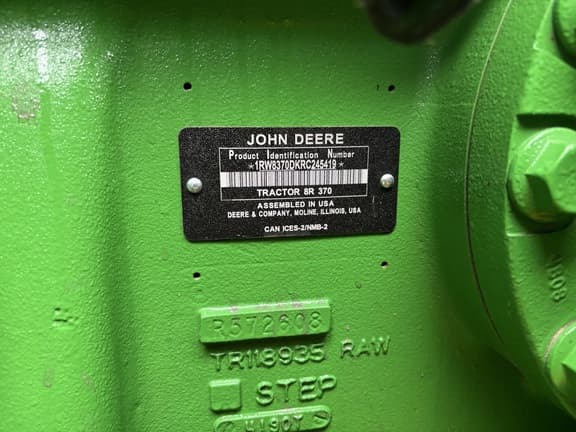 JOHN DEERE
Product Identification Number
*1RW8370DKRC245419*
TRACTOR 8R 370
ASSEMBLED IN USA
DEERE & COMPANY, MOLINE, ILLINOIS, USA
CAN ICES-2/NMB-2
R572608
TR118935 RAW
STEP